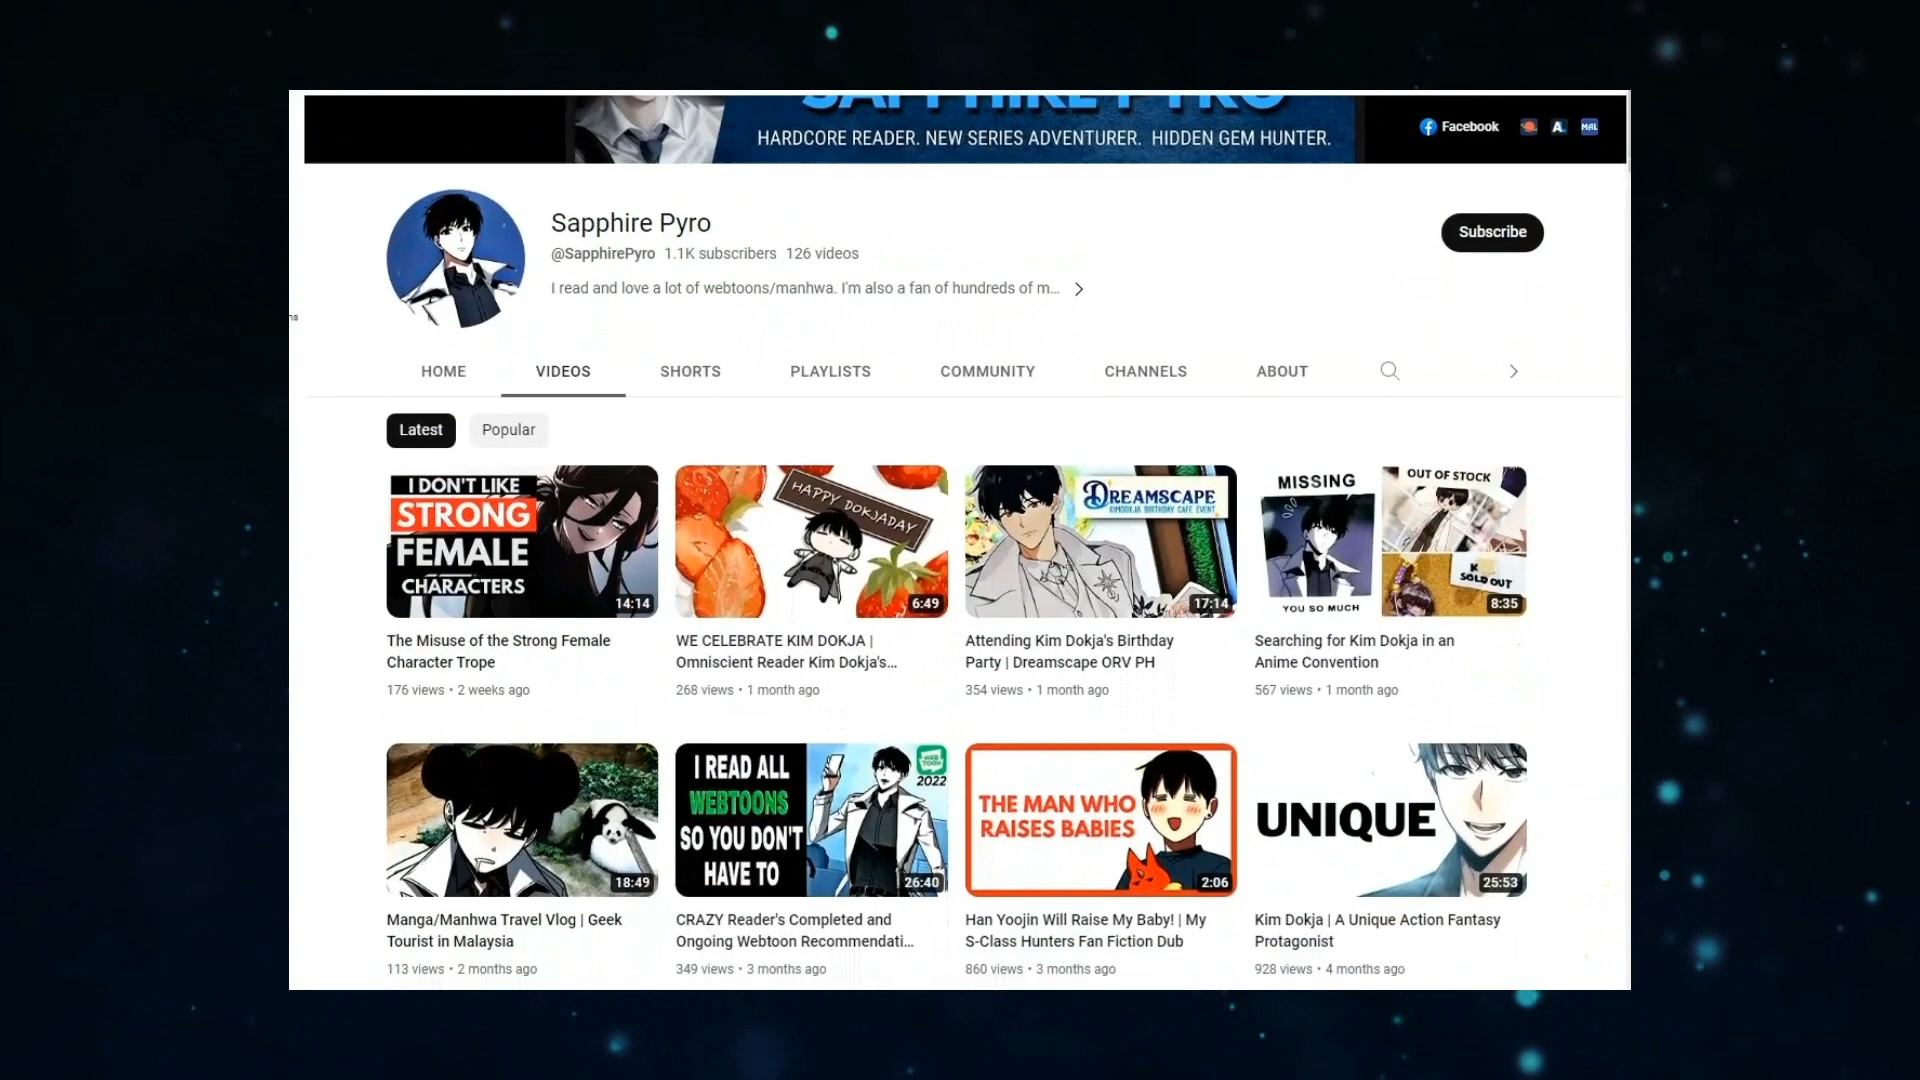 SAPPHIRE PYRO
HARDCORE READER. NEW SERIES ADVENTURER. HIDDEN GEM HUNTER.
Facebook
A.
MAL
Sapphire Pyro
@SapphirePyro 1.1K subscribers 126 videos
I read and love a lot of webtoons/manhwa. I'm also a fan of hundreds of m...
Subscribe
ns
HOME VIDEOS SHORTS PLAYLISTS COMMUNITY CHANNELS ABOUT
Latest Popular
I DON'T LIKE
STRONG
FEMALE
CHARACTERS
14:14
The Misuse of the Strong Female
Character Trope
176 views • 2 weeks ago
HAPPY DOKJADAY
6:49
WE CELEBRATE KIM DOKJA |
Omniscient Reader Kim Dokja's...
268 views • 1 month ago
DREAMSCAPE
KIMDOKJA BIRTHDAY CAFE EVENT
17:14
Attending Kim Dokja's Birthday
Party | Dreamscape ORV PH
354 views • 1 month ago
MISSING
YOU SO MUCH
OUT OF STOCK
SOLD OUT
8:35
Searching for Kim Dokja in an
Anime Convention
567 views • 1 month ago
18:49
Manga/Manhwa Travel Vlog | Geek
Tourist in Malaysia
113 views • 2 months ago
I READ ALL
WEBTOONS
SO YOU DON'T
HAVE TO
WEB
TOON
2022
26:40
CRAZY Reader's Completed and
Ongoing Webtoon Recommendati...
349 views • 3 months ago
THE MAN WHO
RAISES BABIES
2:06
Han Yoojin Will Raise My Baby! | My
S-Class Hunters Fan Fiction Dub
860 views • 3 months ago
UNIQUE
25:53
Kim Dokja | A Unique Action Fantasy
Protagonist
928 views • 4 months ago